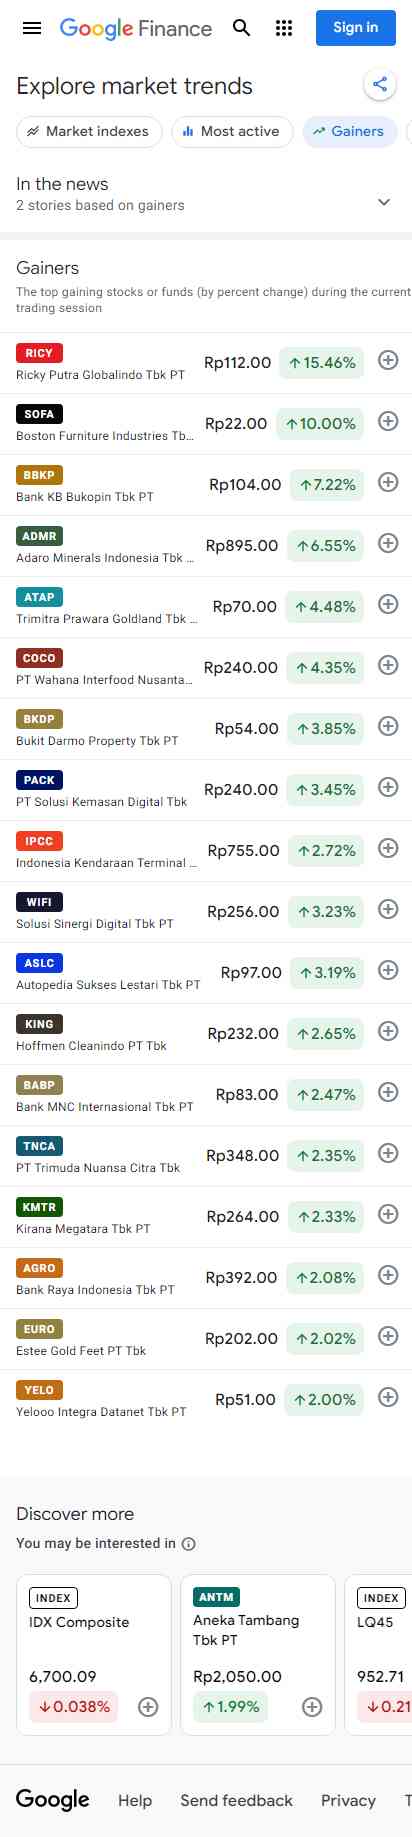 Google Finance
Sign in
Explore market trends
Market indexes
Most active
Gainers
In the news
2 stories based on gainers
Gainers
The top gaining stocks or funds (by percent change) during the current
trading session
RICY
Ricky Putra Globalindo Tbk PT
Rp112.00
↑15.46%
SOFA
Boston Furniture Industries Tb...
Rp22.00
↑10.00%
BBKP
Bank KB Bukopin Tbk PT
Rp104.00
↑7.22%
ADMR
Adaro Minerals Indonesia Tbk ...
Rp895.00
↑6.55%
ATAP
Trimitra Prawara Goldland Tbk ...
Rp70.00
↑4.48%
COCO
PT Wahana Interfood Nusanta...
Rp240.00
↑4.35%
BKDP
Bukit Darmo Property Tbk PT
Rp54.00
↑3.85%
PACK
PT Solusi Kemasan Digital Tbk
Rp240.00
↑3.45%
IPCC
Indonesia Kendaraan Terminal ...
Rp755.00
↑2.72%
WIFI
Solusi Sinergi Digital Tbk PT
Rp256.00
↑3.23%
ASLC
Autopedia Sukses Lestari Tbk PT
Rp97.00
↑3.19%
KING
Hoffmen Cleanindo PT Tbk
Rp232.00
↑2.65%
BABP
Bank MNC Internasional Tbk PT
Rp83.00
↑2.47%
TNCA
PT Trimuda Nuansa Citra Tbk
Rp348.00
↑2.35%
KMTR
Kirana Megatara Tbk PT
Rp264.00
↑2.33%
AGRO
Bank Raya Indonesia Tbk PT
Rp392.00
↑2.08%
EURO
Estee Gold Feet PT Tbk
Rp202.00
↑2.02%
YELO
Yelooo Integra Datanet Tbk PT
Rp51.00
↑2.00%
Discover more
You may be interested in
INDEX
IDX Composite
6,700.09
↓0.038%
ANTM
Aneka Tambang
Tbk PT
Rp2,050.00
↑1.99%
INDEX
LQ45
952.71
↓0.21
Google
Help
Send feedback
Privacy
T